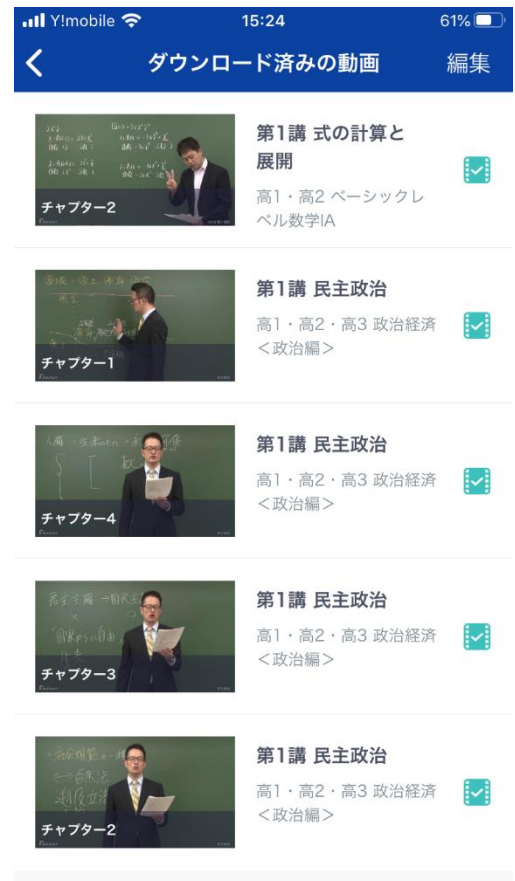 Y!mobile
15:24
61%
ダウンロード済みの動画
編集
チャプター2
第1講 式の計算と
展開
高1・高2 ベーシックレ
ベル数学IA
チャプター1
第1講 民主政治
高1・高2・高3 政治経済
<政治編>
チャプター4
第1講 民主政治
高1・高2・高3 政治経済
<政治編>
チャプター3
第1講 民主政治
高1・高2・高3 政治経済
<政治編>
チャプター2
第1講 民主政治
高1・高2・高3 政治経済
<政治編>